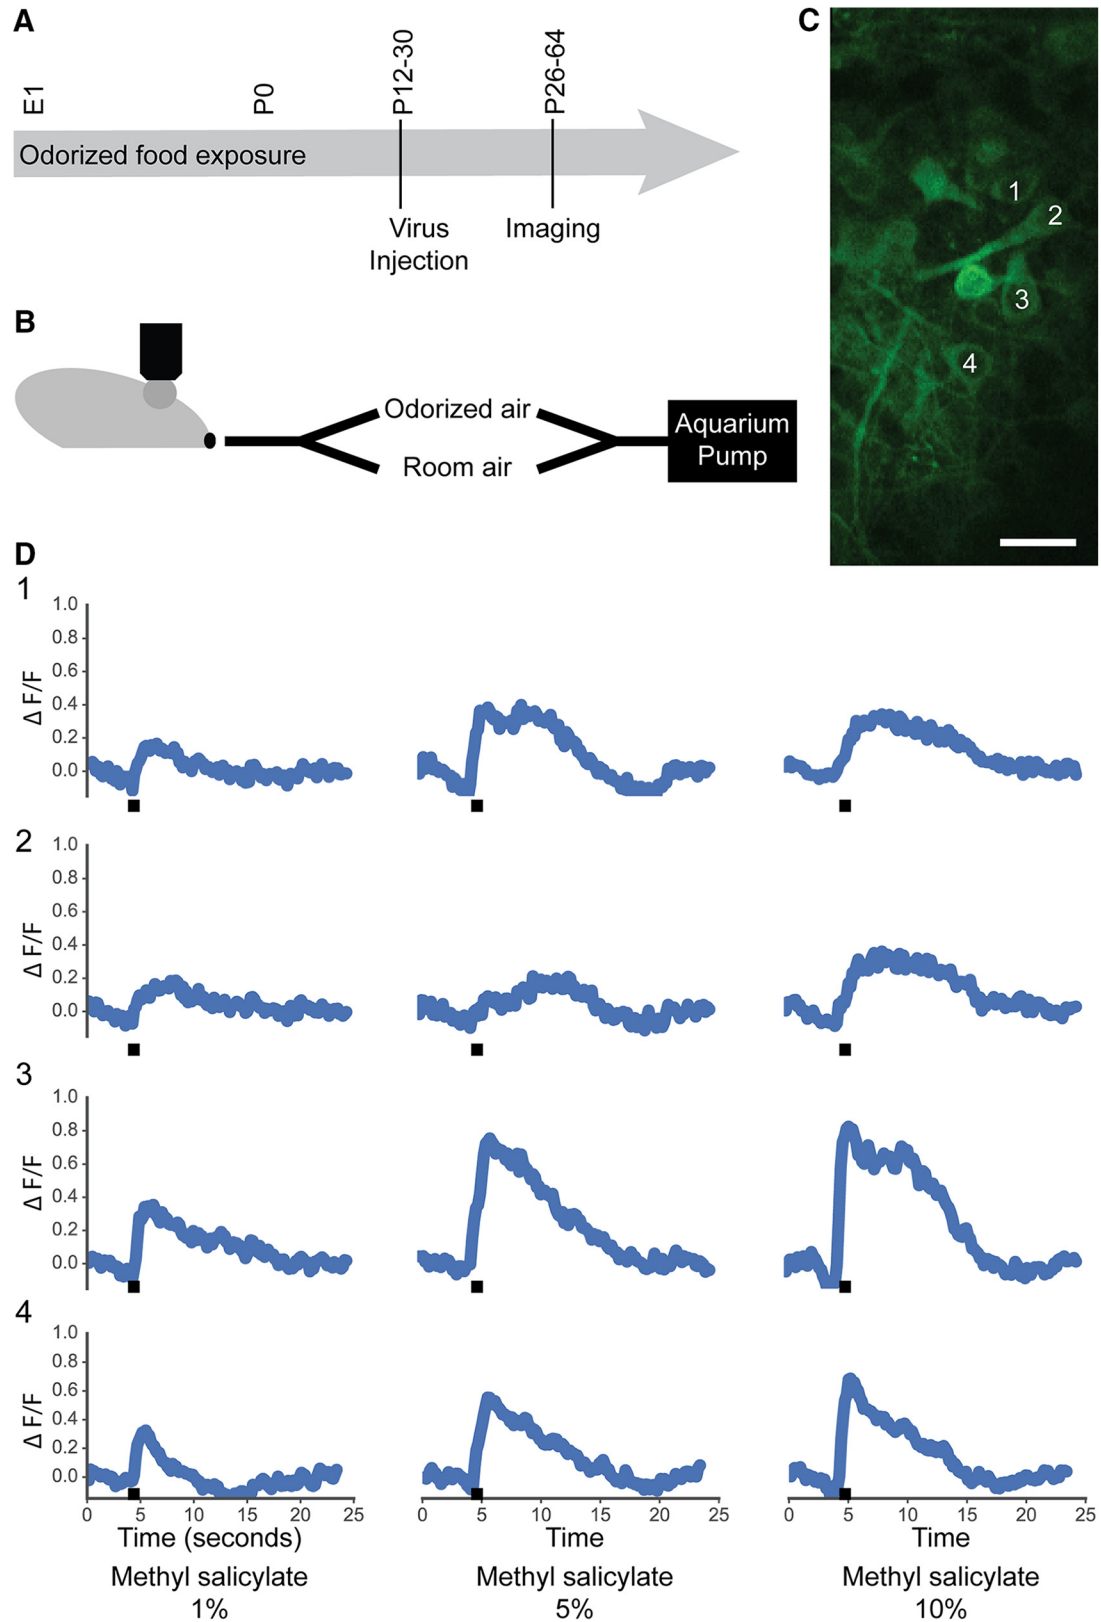 A
E1
P0
P12-30
P26-64
Odorized food exposure
Virus
Injection
Imaging
B
Odorized air
Room air
Aquarium
Pump
C
1
2
3
4
D
1
1.0
0.8
0.6
0.4
0.2
0.0
Δ F/F
2
1.0
0.8
0.6
0.4
0.2
0.0
Δ F/F
3
1.0
0.8
0.6
0.4
0.2
0.0
Δ F/F
4
1.0
0.8
0.6
0.4
0.2
0.0
Δ F/F
0 5 10 15 20 25
0 5 10 15 20 25
0 5 10 15 20 25
Time (seconds)
Time
Time
Methyl salicylate
1%
Methyl salicylate
5%
Methyl salicylate
10%